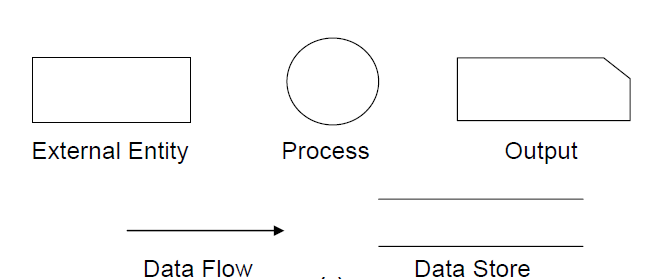 External Entity
Process
Output
Data Flow
Data Store